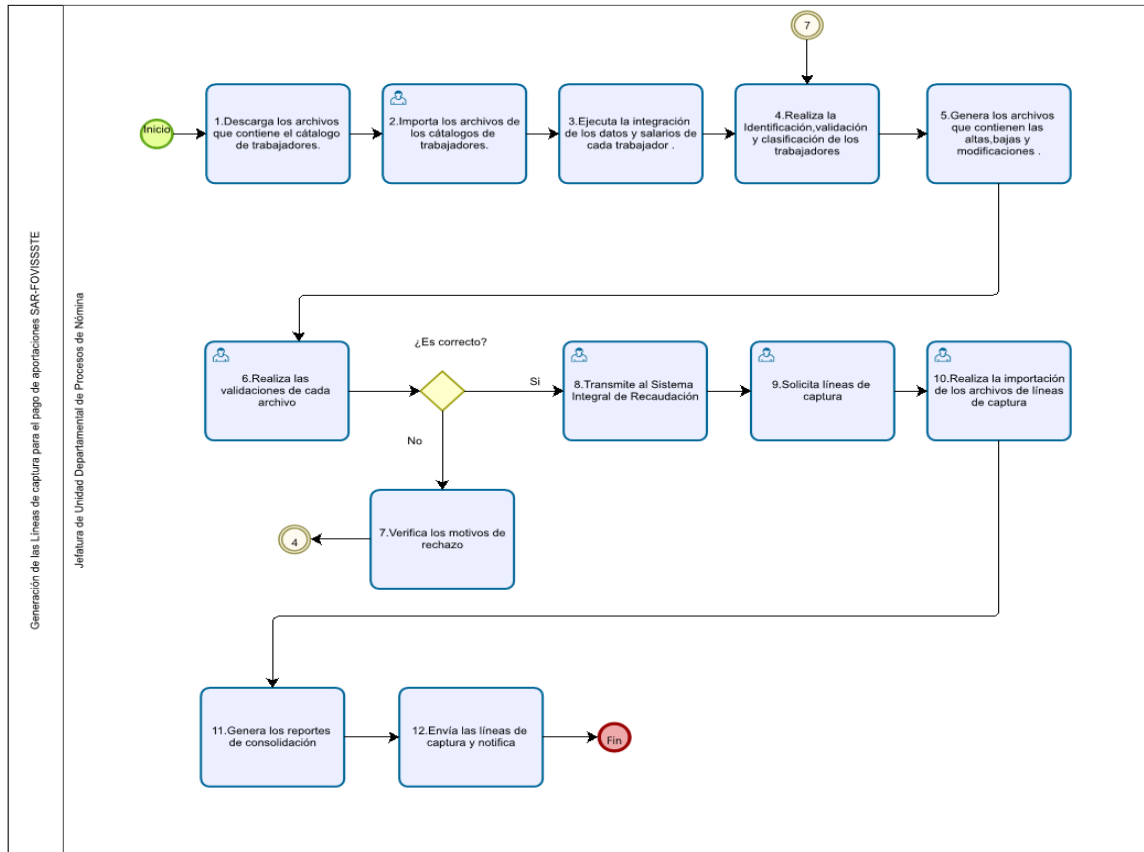 Generación de las Líneas de captura para el pago de aportaciones SAR-FOVISSSTE
Jefatura de Unidad Departamental de Procesos de Nómina
7
Inicio
1.Descarga los archivos
que contiene el cátalogo
de trabajadores.
2.Importa los archivos de
los cátalogos de
trabajadores.
3.Ejecuta la integración
de los datos y salarios de
cada trabajador .
4.Realiza la
Identificación,validación
y clasificación de los
trabajadores
5.Genera los archivos
que contienen las
altas,bajas y
modificaciones .
6.Realiza las
validaciones de cada
archivo
¿Es correcto?
Si
No
8.Transmite al Sistema
Integral de Recaudación
9.Solicita líneas de
captura
10.Realiza la importación
de los archivos de líneas
de captura
7.Verifica los motivos de
rechazo
4
11.Genera los reportes
de consolidación
12.Envía las líneas de
captura y notifica
Fin